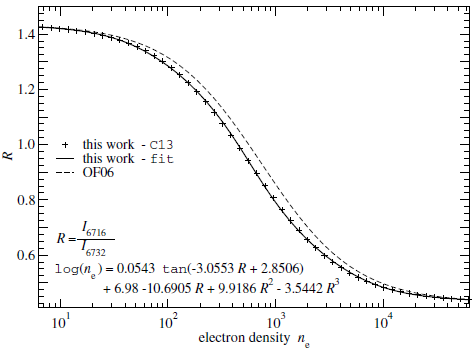 1.4
1.2
1.0
0.8
0.6
R
+ this work - C13
this work - fit
OF06
R = I6716 / I6732
log(ne) = 0.0543 tan(-3.0553 R + 2.8506)
+ 6.98 -10.6905 R + 9.9186 R² - 3.5442 R³
10¹ 10² 10³ 10⁴
electron density ne